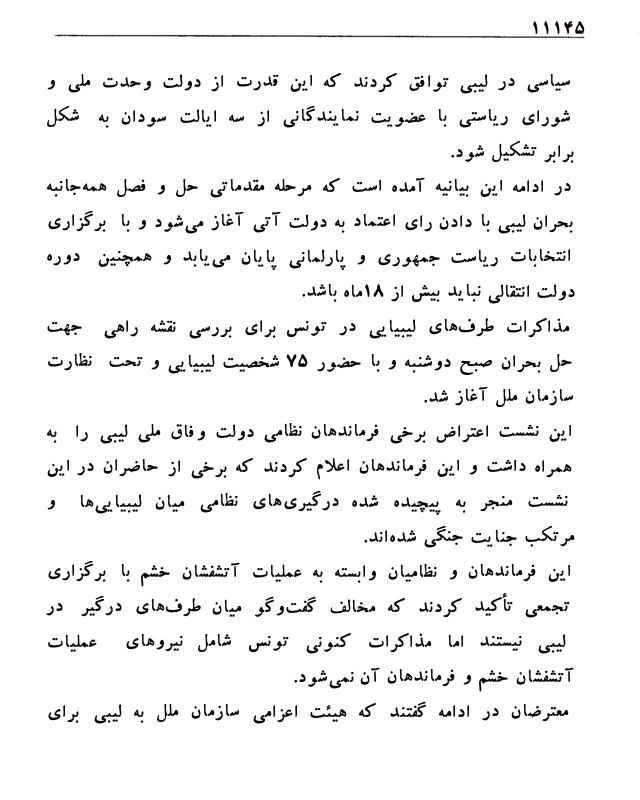 ۱۱۱۴۵
سیاسی در لیبی توافق کردند که این قدرت از دولت وحدت ملی و
شورای ریاستی با عضویت نمایندگانی از سه ایالت سودان به شکل
برابر تشکیل شود.
در ادامه این بیانیه آمده است که مرحله مقدماتی حل و فصل همه‌جانبه
بحران لیبی با دادن رای اعتماد به دولت آتی آغاز می‌شود و با برگزاری
انتخابات ریاست جمهوری و پارلمانی پایان می‌یابد و همچنین دوره
دولت انتقالی نباید بیش از ۱۸ماه باشد.
مذاکرات طرف‌های لیبیایی در تونس برای بررسی نقشه راهی جهت
حل بحران صبح دوشنبه و با حضور ۷۵ شخصیت لیبیایی و تحت نظارت
سازمان ملل آغاز شد.
این نشست اعتراض برخی فرماندهان نظامی دولت وفاق ملی لیبی را به
همراه داشت و این فرماندهان اعلام کردند که برخی از حاضران در این
نشست منجر به پیچیده شده درگیری‌های نظامی میان لیبیایی‌ها و
مرتکب جنایت جنگی شده‌اند.
این فرماندهان و نظامیان وابسته به عملیات آتشفشان خشم با برگزاری
تجمعی تأکید کردند که مخالف گفت‌وگو میان طرف‌های درگیر در
لیبی نیستند اما مذاکرات کنونی تونس شامل نیروهای عملیات
آتشفشان خشم و فرماندهان آن نمی‌شود.
معترضان در ادامه گفتند که هیئت اعزامی سازمان ملل به لیبی برای